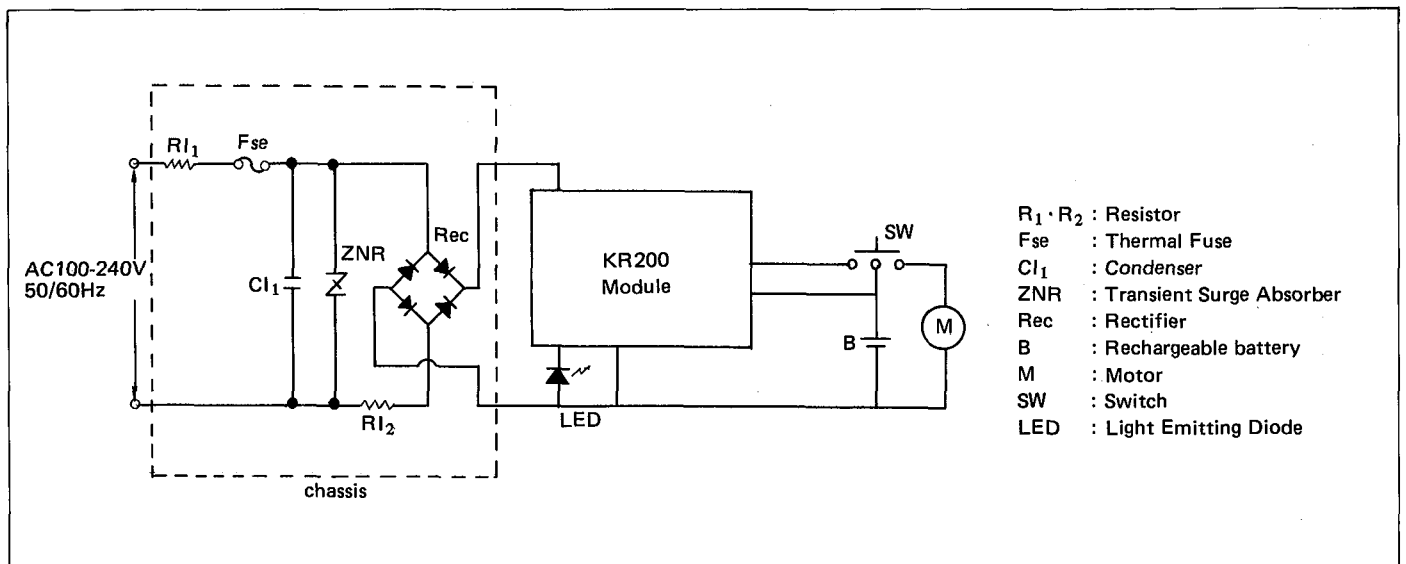 RI₁
Fse
AC100-240V
50/60Hz
CI₁
ZNR
Rec
RI₂
chassis
KR200
Module
LED
SW
B
M
R₁·R₂ : Resistor
Fse : Thermal Fuse
CI₁ : Condenser
ZNR : Transient Surge Absorber
Rec : Rectifier
B : Rechargeable battery
M : Motor
SW : Switch
LED : Light Emitting Diode